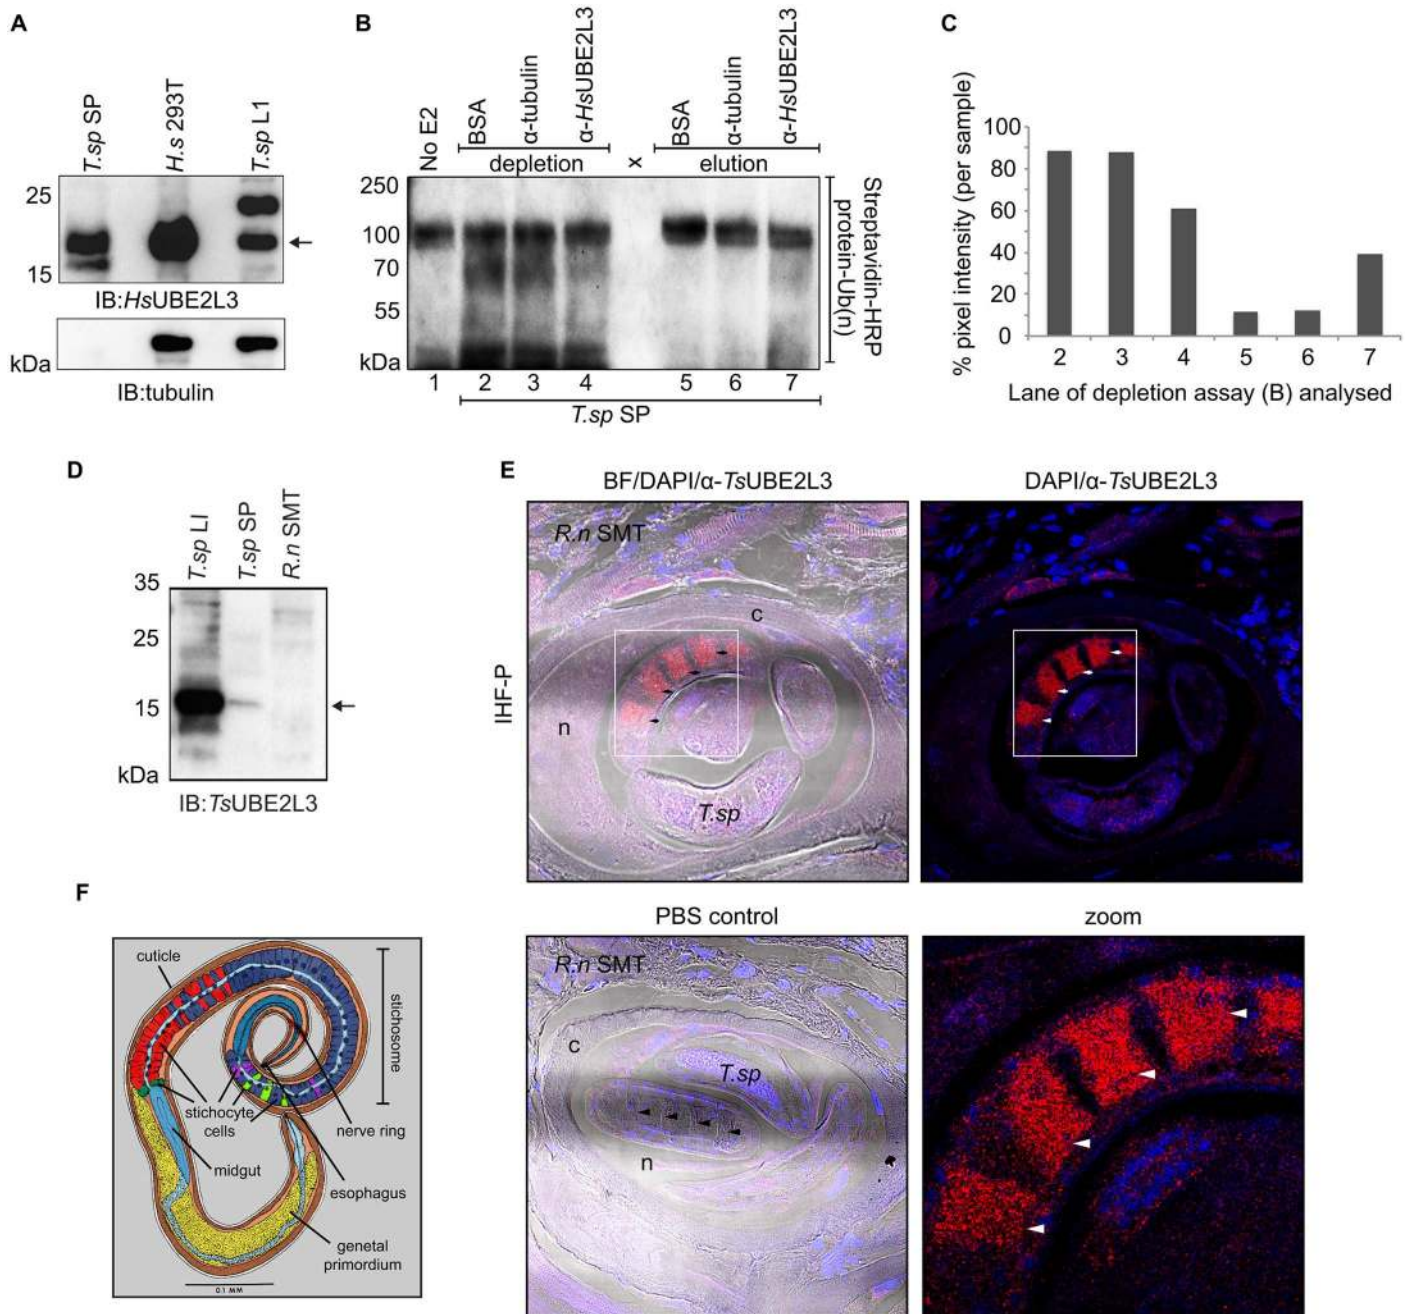 A
T.sp SP
H.s 293T
T.sp L1
25
15
IB:HsUBE2L3
kDa
IB:tubulin
B
No E2
BSA
α-tubulin
α-HsUBE2L3
x
BSA
α-tubulin
α-HsUBE2L3
depletion
elution
250
100
70
55
kDa
1 2 3 4 5 6 7
T.sp SP
Streptavidin-HRP
protein-Ub(n)
C
% pixel intensity (per sample)
100
80
60
40
20
0
2 3 4 5 6 7
Lane of depletion assay (B) analysed
D
T.sp LI
T.sp SP
R.n SMT
35
25
15
kDa
IB:TsUBE2L3
E
BF/DAPI/α-TsUBE2L3
DAPI/α-TsUBE2L3
IHF-P
R.n SMT
c
n
T.sp
PBS control
zoom
R.n SMT
c
T.sp
n
F
cuticle
stichosome
stichocyte
cells
nerve ring
midgut
esophagus
genetal
primordium
0.1 MM